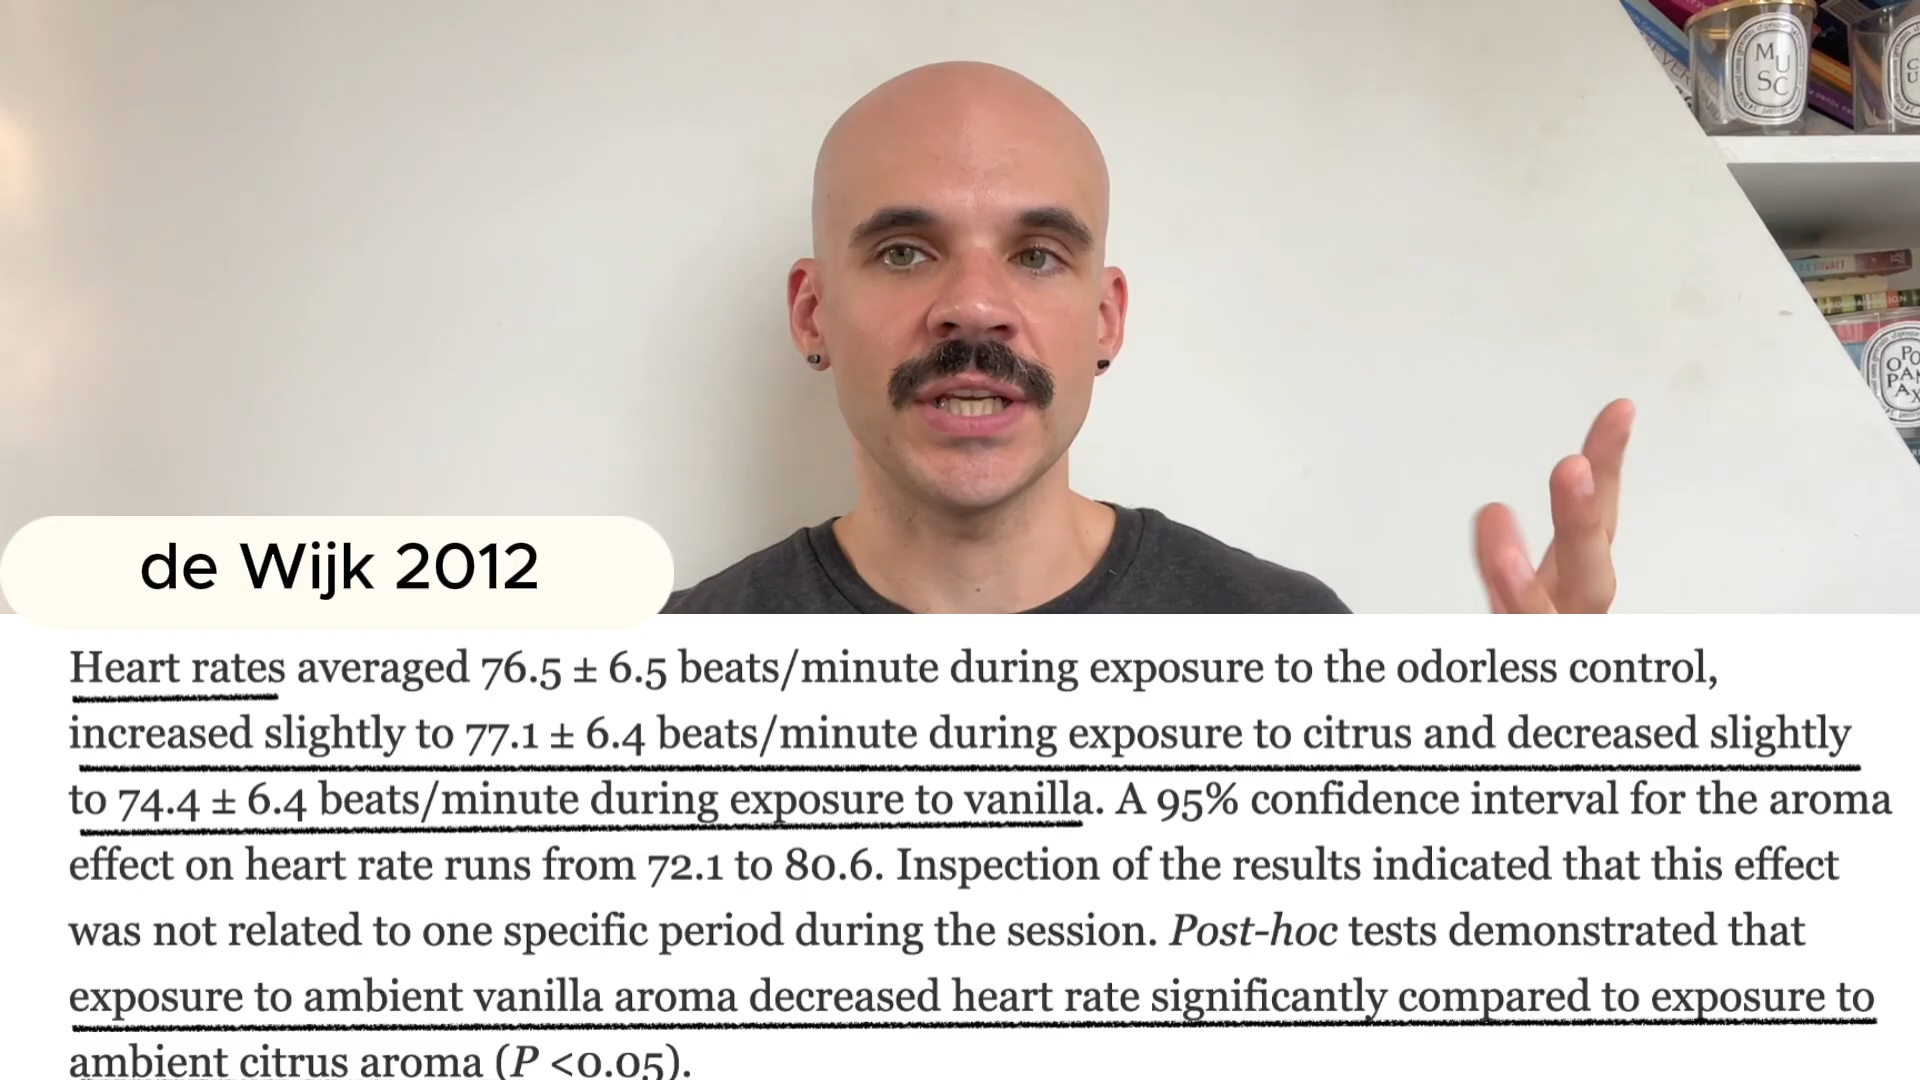 MUSC
OPO
de Wijk 2012
Heart rates averaged 76.5 ± 6.5 beats/minute during exposure to the odorless control,
increased slightly to 77.1 ± 6.4 beats/minute during exposure to citrus and decreased slightly
to 74.4 ± 6.4 beats/minute during exposure to vanilla. A 95% confidence interval for the aroma
effect on heart rate runs from 72.1 to 80.6. Inspection of the results indicated that this effect
was not related to one specific period during the session. Post-hoc tests demonstrated that
exposure to ambient vanilla aroma decreased heart rate significantly compared to exposure to
ambient citrus aroma (P <0.05).